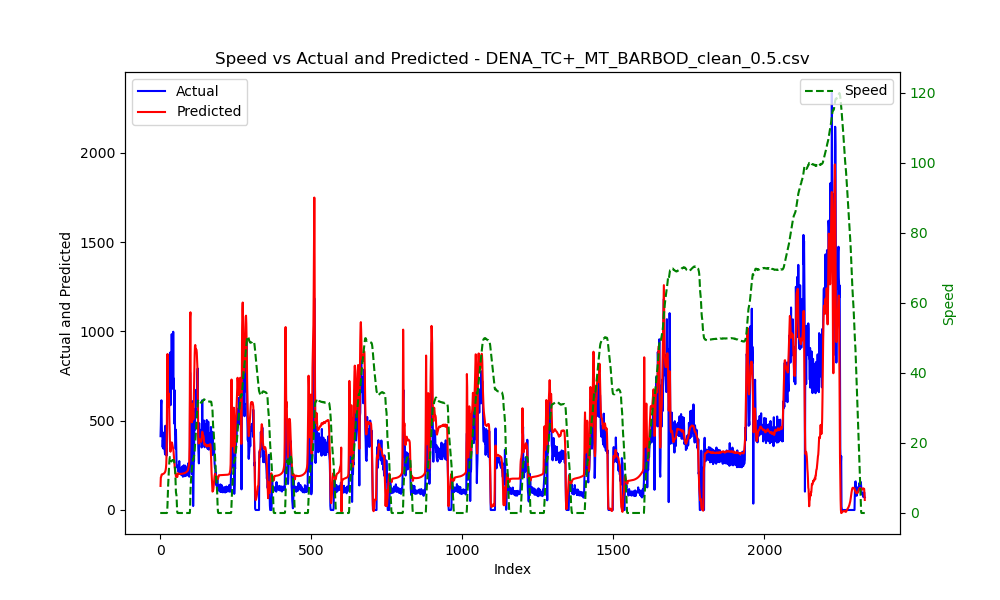 Speed vs Actual and Predicted - DENA_TC+_MT_BARBOD_clean_0.5.csv
Actual
Predicted
Speed
Actual and Predicted
2000
1500
1000
500
0
120
100
80
60
40
20
0
Speed
0
500
1000
1500
2000
Index